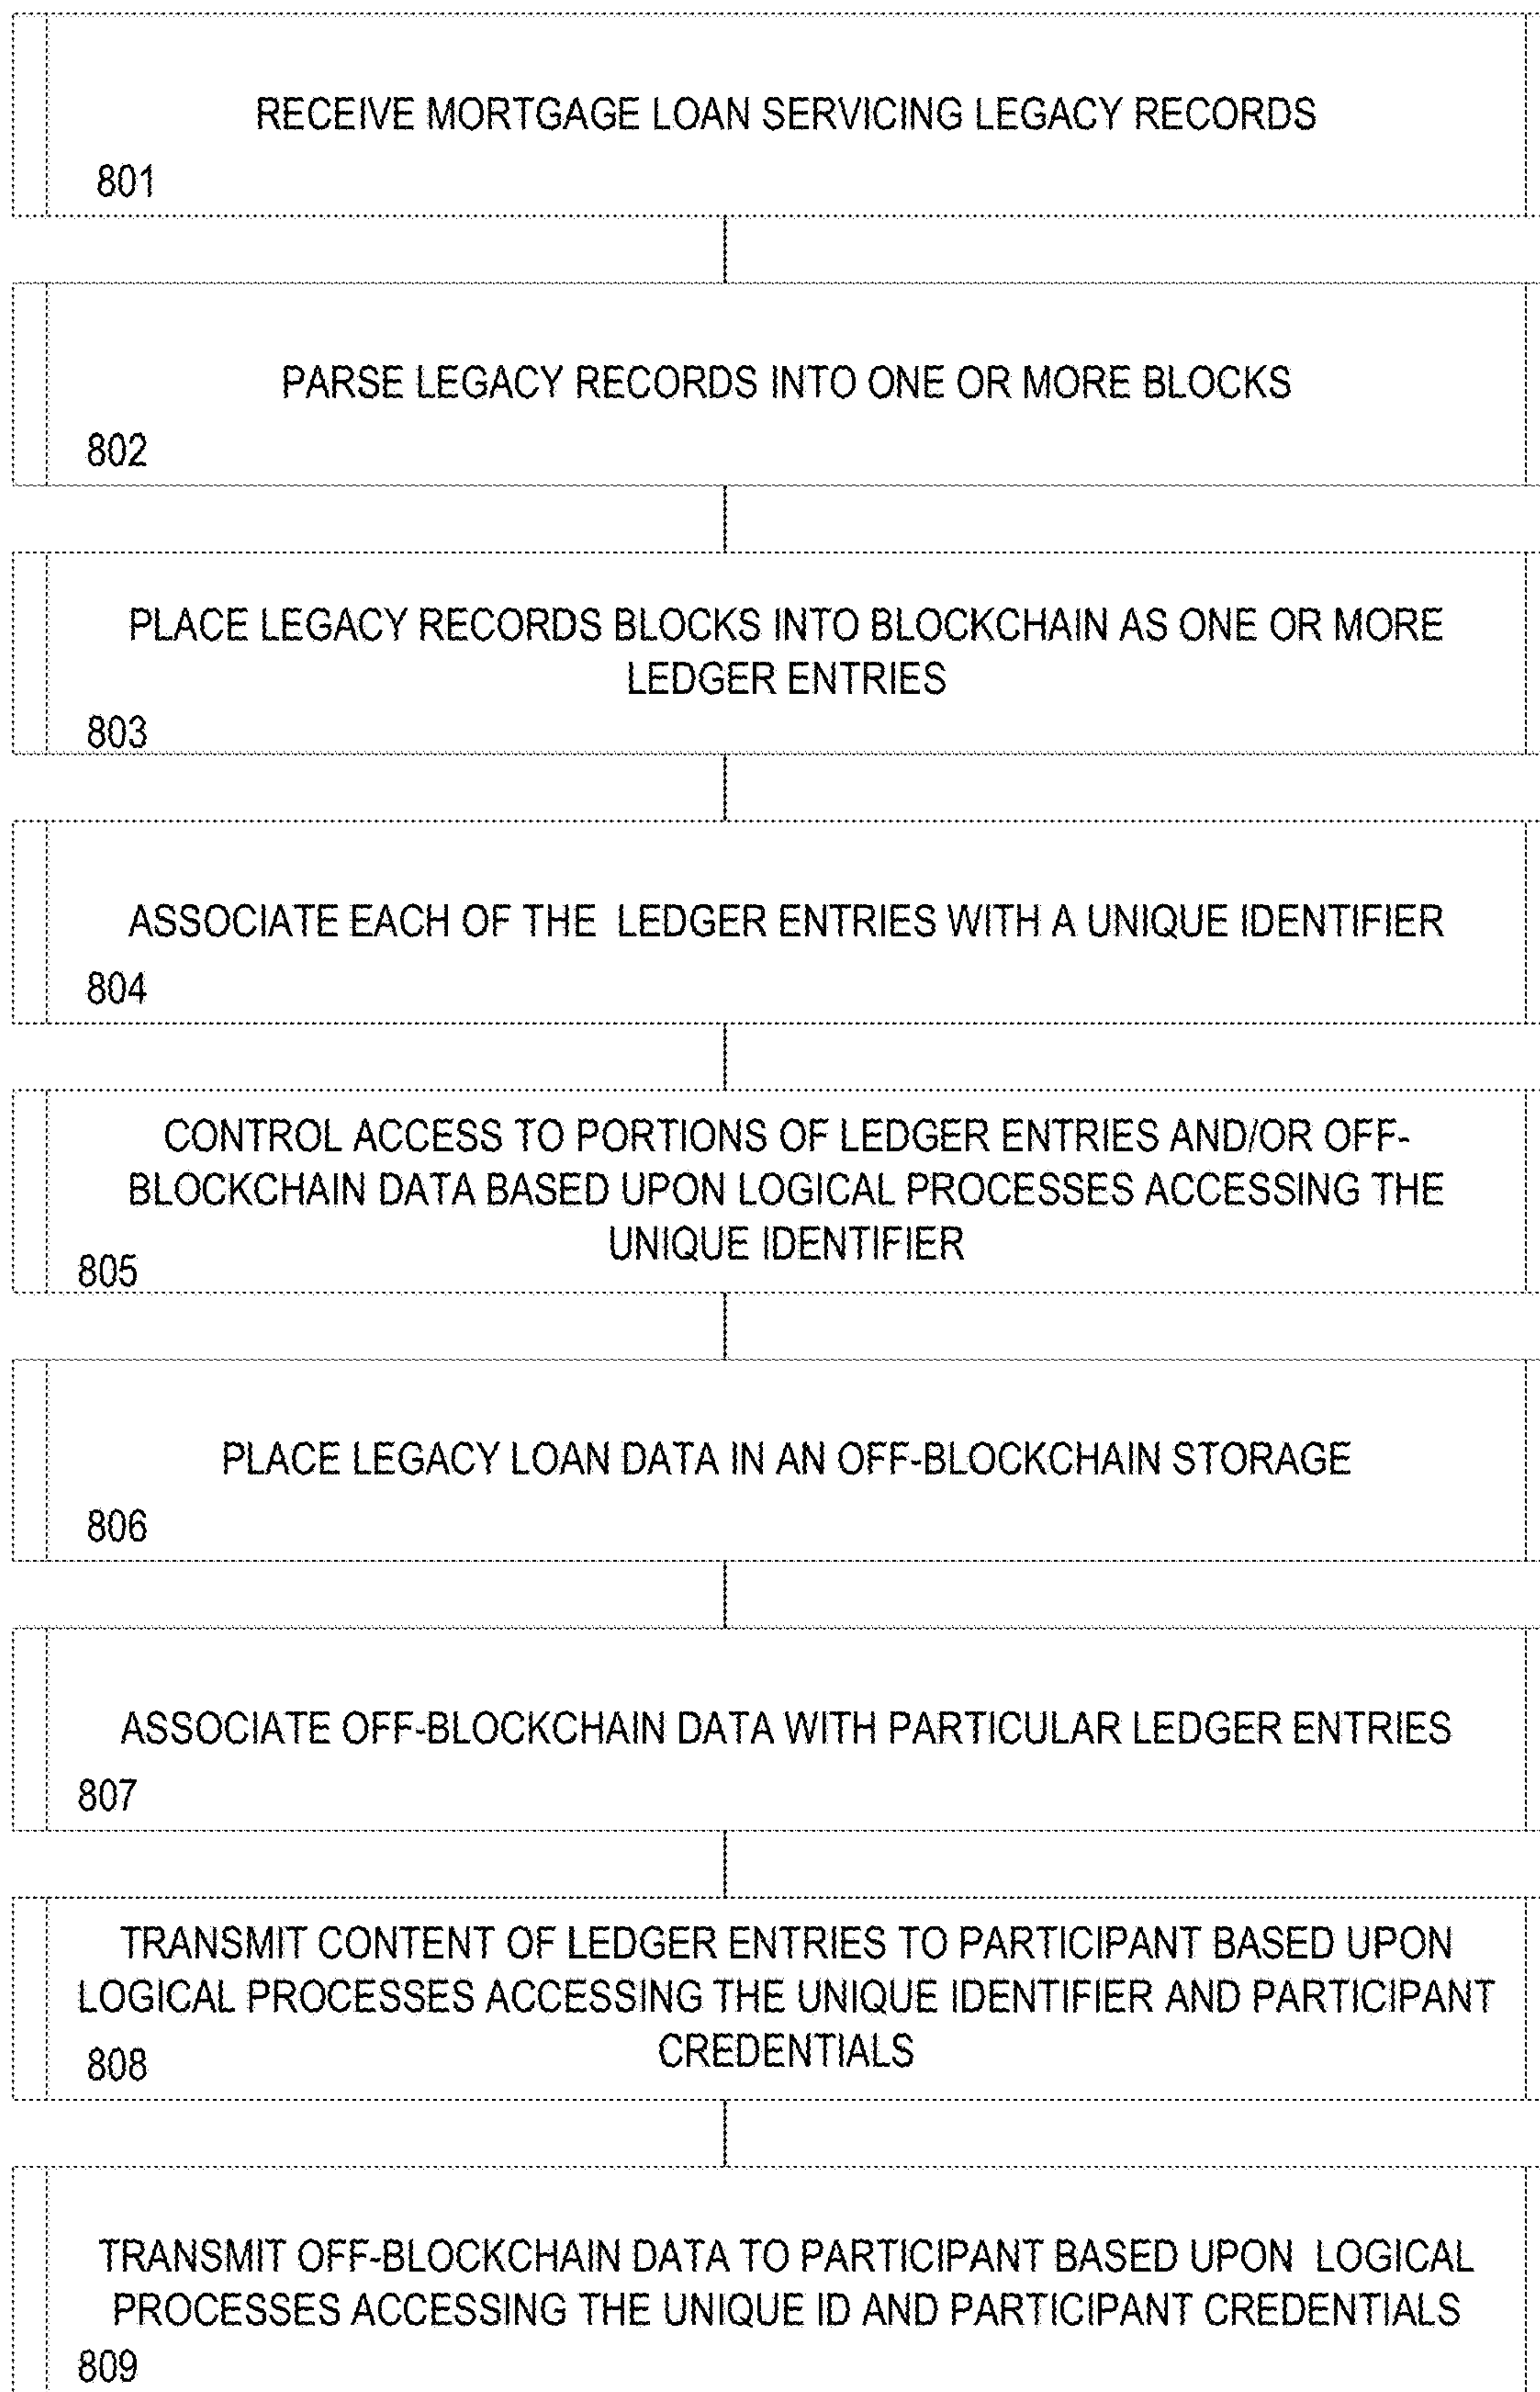 RECEIVE MORTGAGE LOAN SERVICING LEGACY RECORDS
801
PARSE LEGACY RECORDS INTO ONE OR MORE BLOCKS
802
PLACE LEGACY RECORDS BLOCKS INTO BLOCKCHAIN AS ONE OR MORE
LEDGER ENTRIES
803
ASSOCIATE EACH OF THE LEDGER ENTRIES WITH A UNIQUE IDENTIFIER
804
CONTROL ACCESS TO PORTIONS OF LEDGER ENTRIES AND/OR OFF-
BLOCKCHAIN DATA BASED UPON LOGICAL PROCESSES ACCESSING THE
UNIQUE IDENTIFIER
805
PLACE LEGACY LOAN DATA IN AN OFF-BLOCKCHAIN STORAGE
806
ASSOCIATE OFF-BLOCKCHAIN DATA WITH PARTICULAR LEDGER ENTRIES
807
TRANSMIT CONTENT OF LEDGER ENTRIES TO PARTICIPANT BASED UPON
LOGICAL PROCESSES ACCESSING THE UNIQUE IDENTIFIER AND PARTICIPANT
CREDENTIALS
808
TRANSMIT OFF-BLOCKCHAIN DATA TO PARTICIPANT BASED UPON LOGICAL
PROCESSES ACCESSING THE UNIQUE ID AND PARTICIPANT CREDENTIALS
809